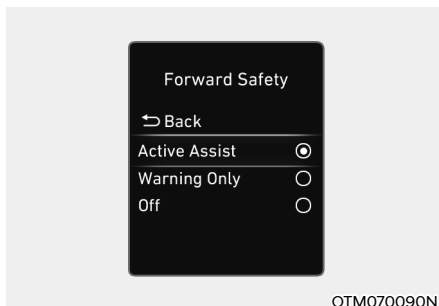 Forward Safety
Back
Active Assist
Warning Only
Off
OTM070090N